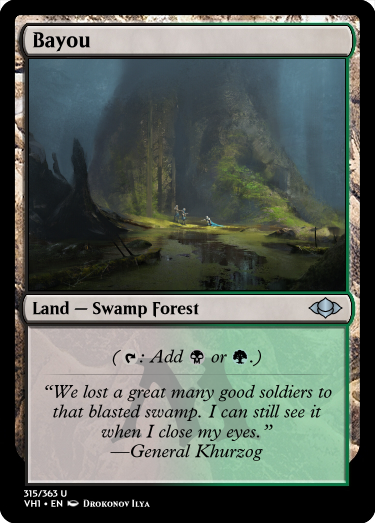 Bayou
Land — Swamp Forest
( : Add or .)
“We lost a great many good soldiers to
that blasted swamp. I can still see it
when I close my eyes.”
—General Khurzog
315/363 U
VH1 • EN Drokonov Ilya